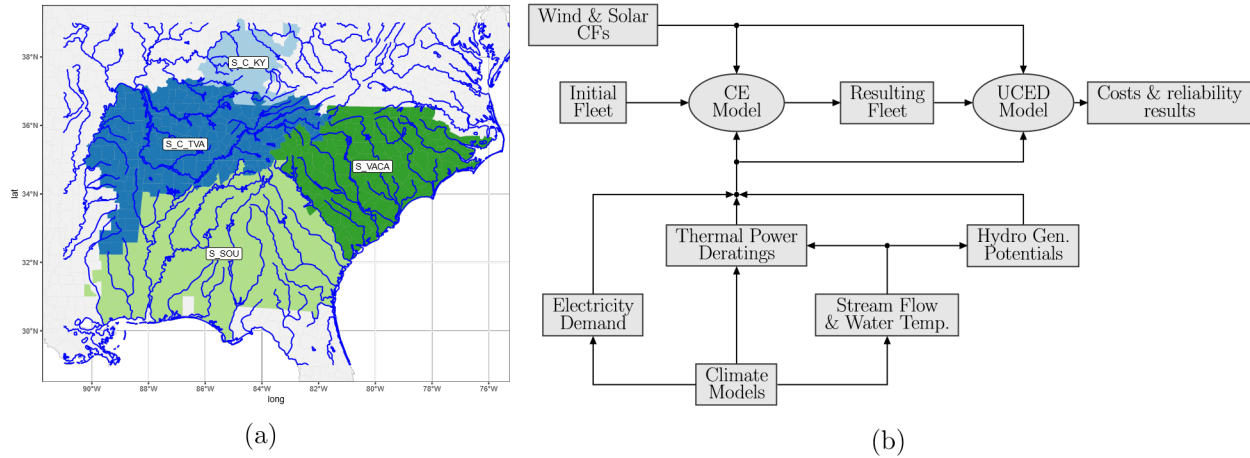 39°N
38°N
36°N
34°N
32°N
30°N
lat
S_C_KY
S_C_TVA
S_VACA
S_SOU
90°W
88°W
86°W
84°W
82°W
80°W
78°W
76°W
long
(a)
Wind & Solar
CFs
Initial
Fleet
CE
Model
Resulting
Fleet
UCED
Model
Costs & reliability
results
Thermal Power
Deratings
Hydro Gen.
Potentials
Electricity
Demand
Stream Flow
& Water Temp.
Climate
Models
(b)